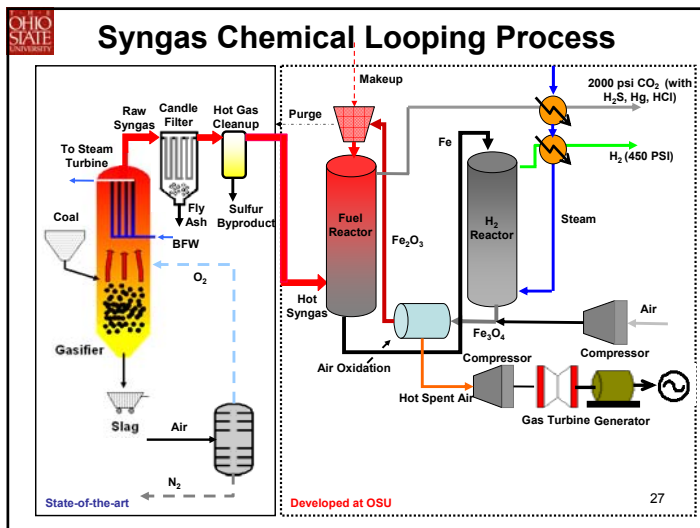 THE
OHIO
STATE
UNIVERSITY
Syngas Chemical Looping Process
Makeup
2000 psi CO2 (with
H2S, Hg, HCl)
Raw
Syngas
Candle
Filter
Hot Gas
Cleanup
Purge
To Steam
Turbine
Fe
H2 (450 PSI)
Coal
Fly
Ash
Sulfur
Byproduct
Fuel
Reactor
Fe2O3
H2
Reactor
Steam
BFW
O2
Hot
Syngas
Air
Fe3O4
Gasifier
Air Oxidation
Compressor
Compressor
Hot Spent Air
Slag
Air
Gas Turbine
Generator
N2
State-of-the-art
Developed at OSU
27